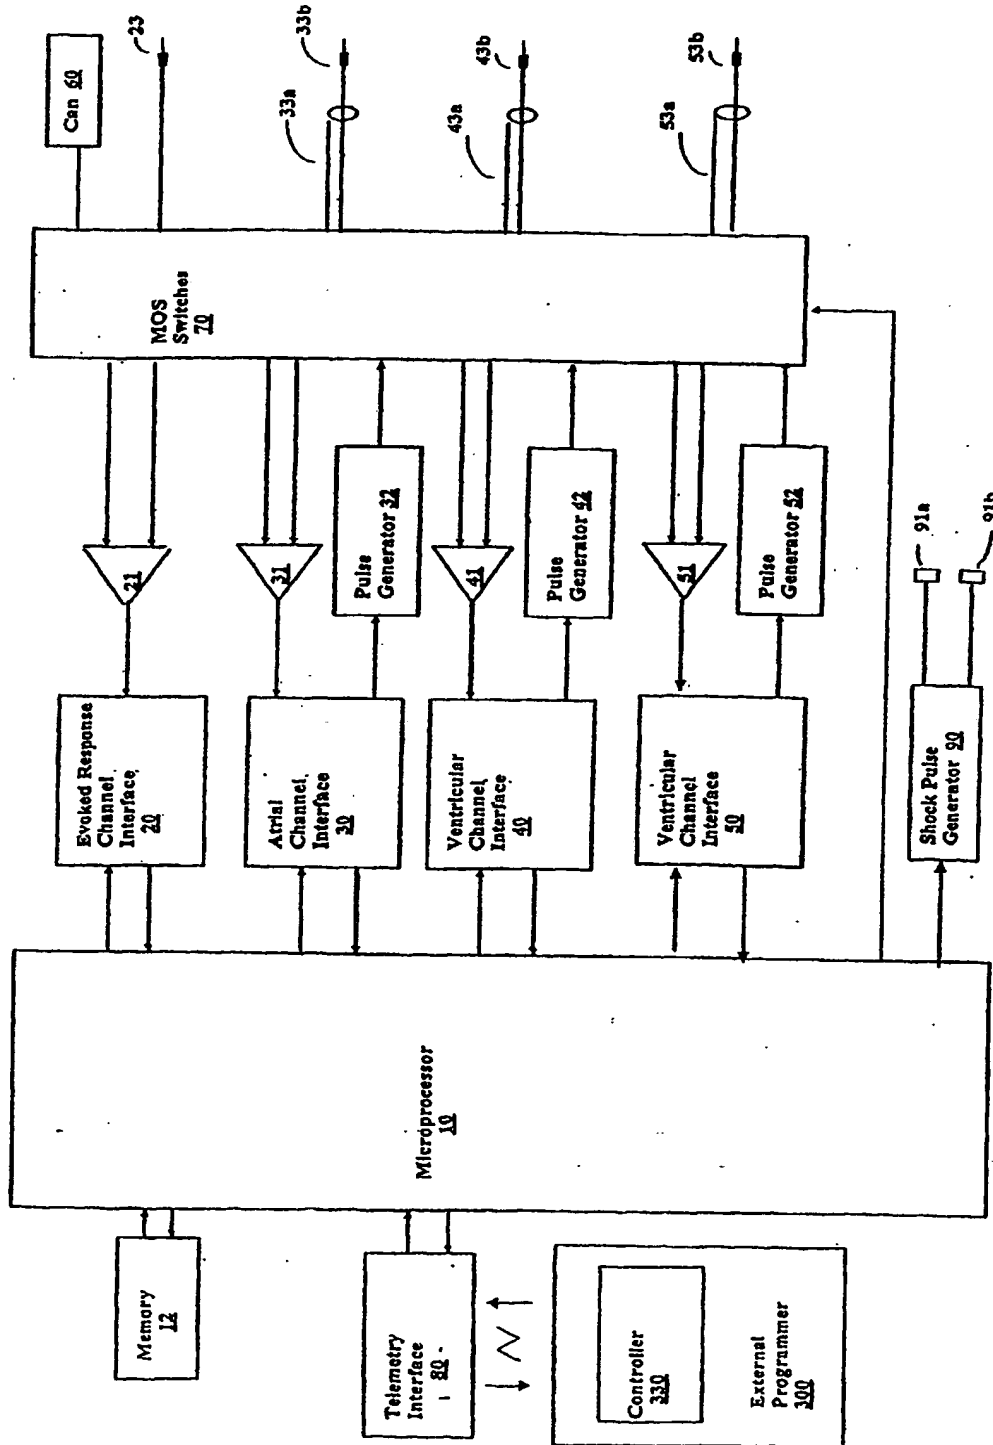 Controller
330
External
Programmer
300
Telemetry
Interface
80
Memory
12
Microprocessor
10
Shock Pulse
Generator 90
91b
91a
Ventricular
Channel
Interface
50
Ventricular
Channel
Interface
40
Atrial
Channel
Interface
30
Evoked Response
Channel
Interface
20
Pulse
Generator 52
51
Pulse
Generator 42
41
Pulse
Generator 32
31
21
MOS
Switches
70
53a
53b
43a
43b
33a
33b
23
Can 60